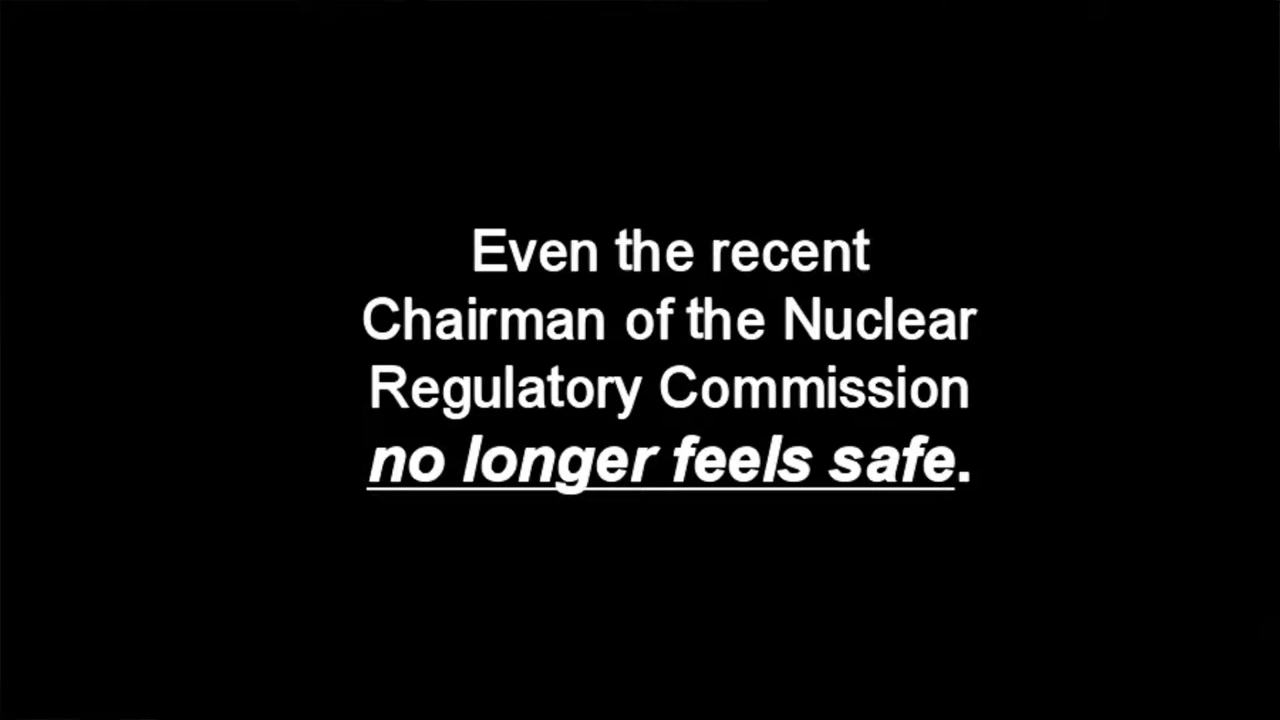 Even the recent
Chairman of the Nuclear
Regulatory Commission
no longer feels safe.